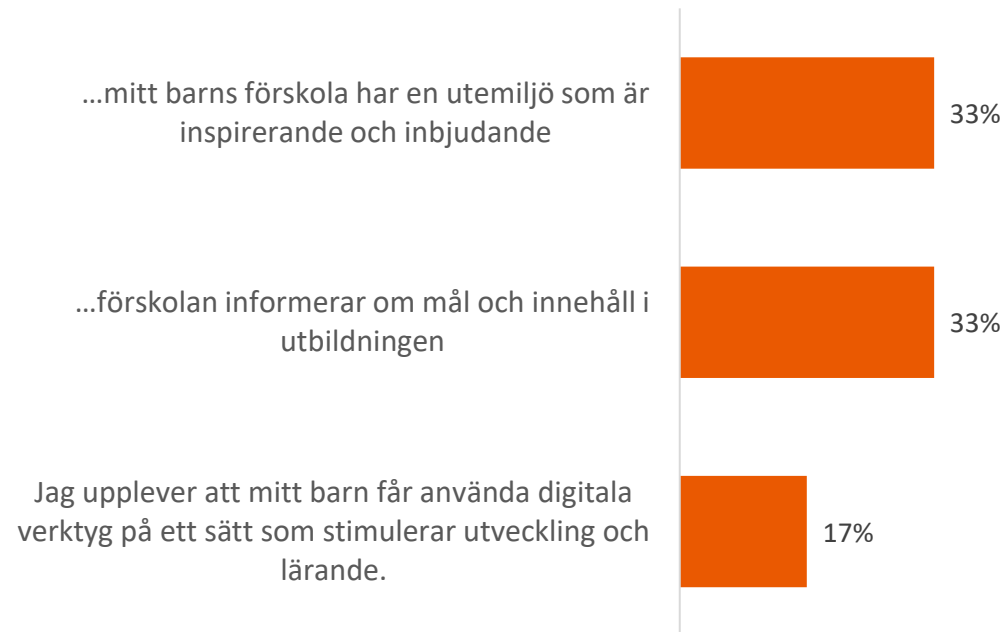 ...mitt barns förskola har en utemiljö som är
inspirerande och inbjudande
33%
...förskolan informerar om mål och innehåll i
utbildningen
33%
Jag upplever att mitt barn får använda digitala
verktyg på ett sätt som stimulerar utveckling och
lärande.
17%